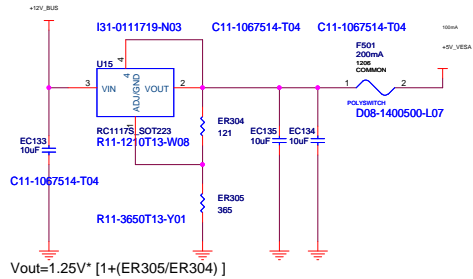 +12V_BUS
I31-0111719-N03
C11-1067514-T04
C11-1067514-T04
100mA
+5V_VESA
U15
4
4
F501
200mA
1206
COMMON
3
VIN
ADJ/GND
VOUT
2
1
2
POLYSWITCH
D08-1400500-L07
1
RC1117S_SOT223
R11-1210T13-W08
ER304
121
EC133
10uF
C11-1067514-T04
EC135
10uF
EC134
10uF
R11-3650T13-Y01
ER305
365
Vout=1.25V* [1+(ER305/ER304) ]